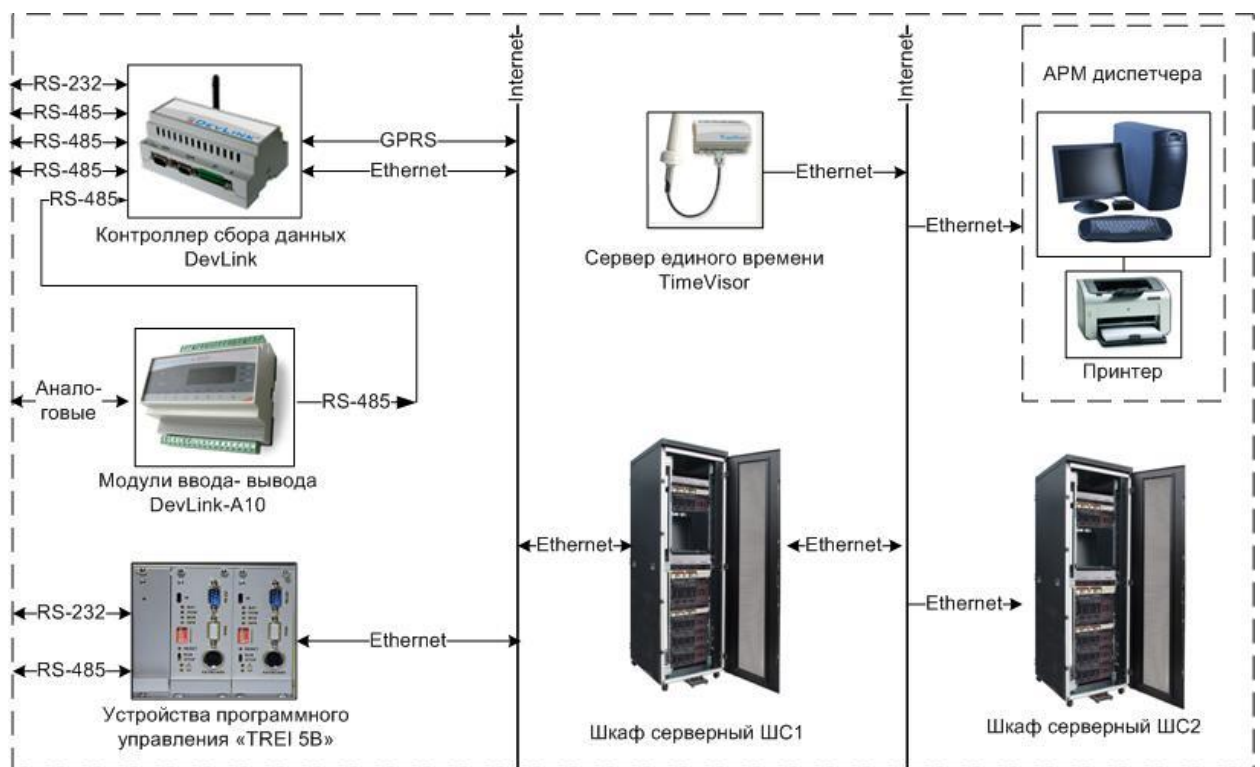 RS-232
RS-485
RS-485
RS-485
RS-485
DEVLINK
GPRS
Ethernet
Контроллер сбора данных
DevLink
Анало-
говые
RS-485
Модули ввода- вывода
DevLink-A10
RS-232
RS-485
Ethernet
Устройства программного
управления «TREI 5B»
Internet
Сервер единого времени
TimeVisor
Ethernet
Ethernet
Ethernet
Шкаф серверный ШС1
Internet
АРМ диспетчера
Ethernet
Принтер
Ethernet
Шкаф серверный ШС2